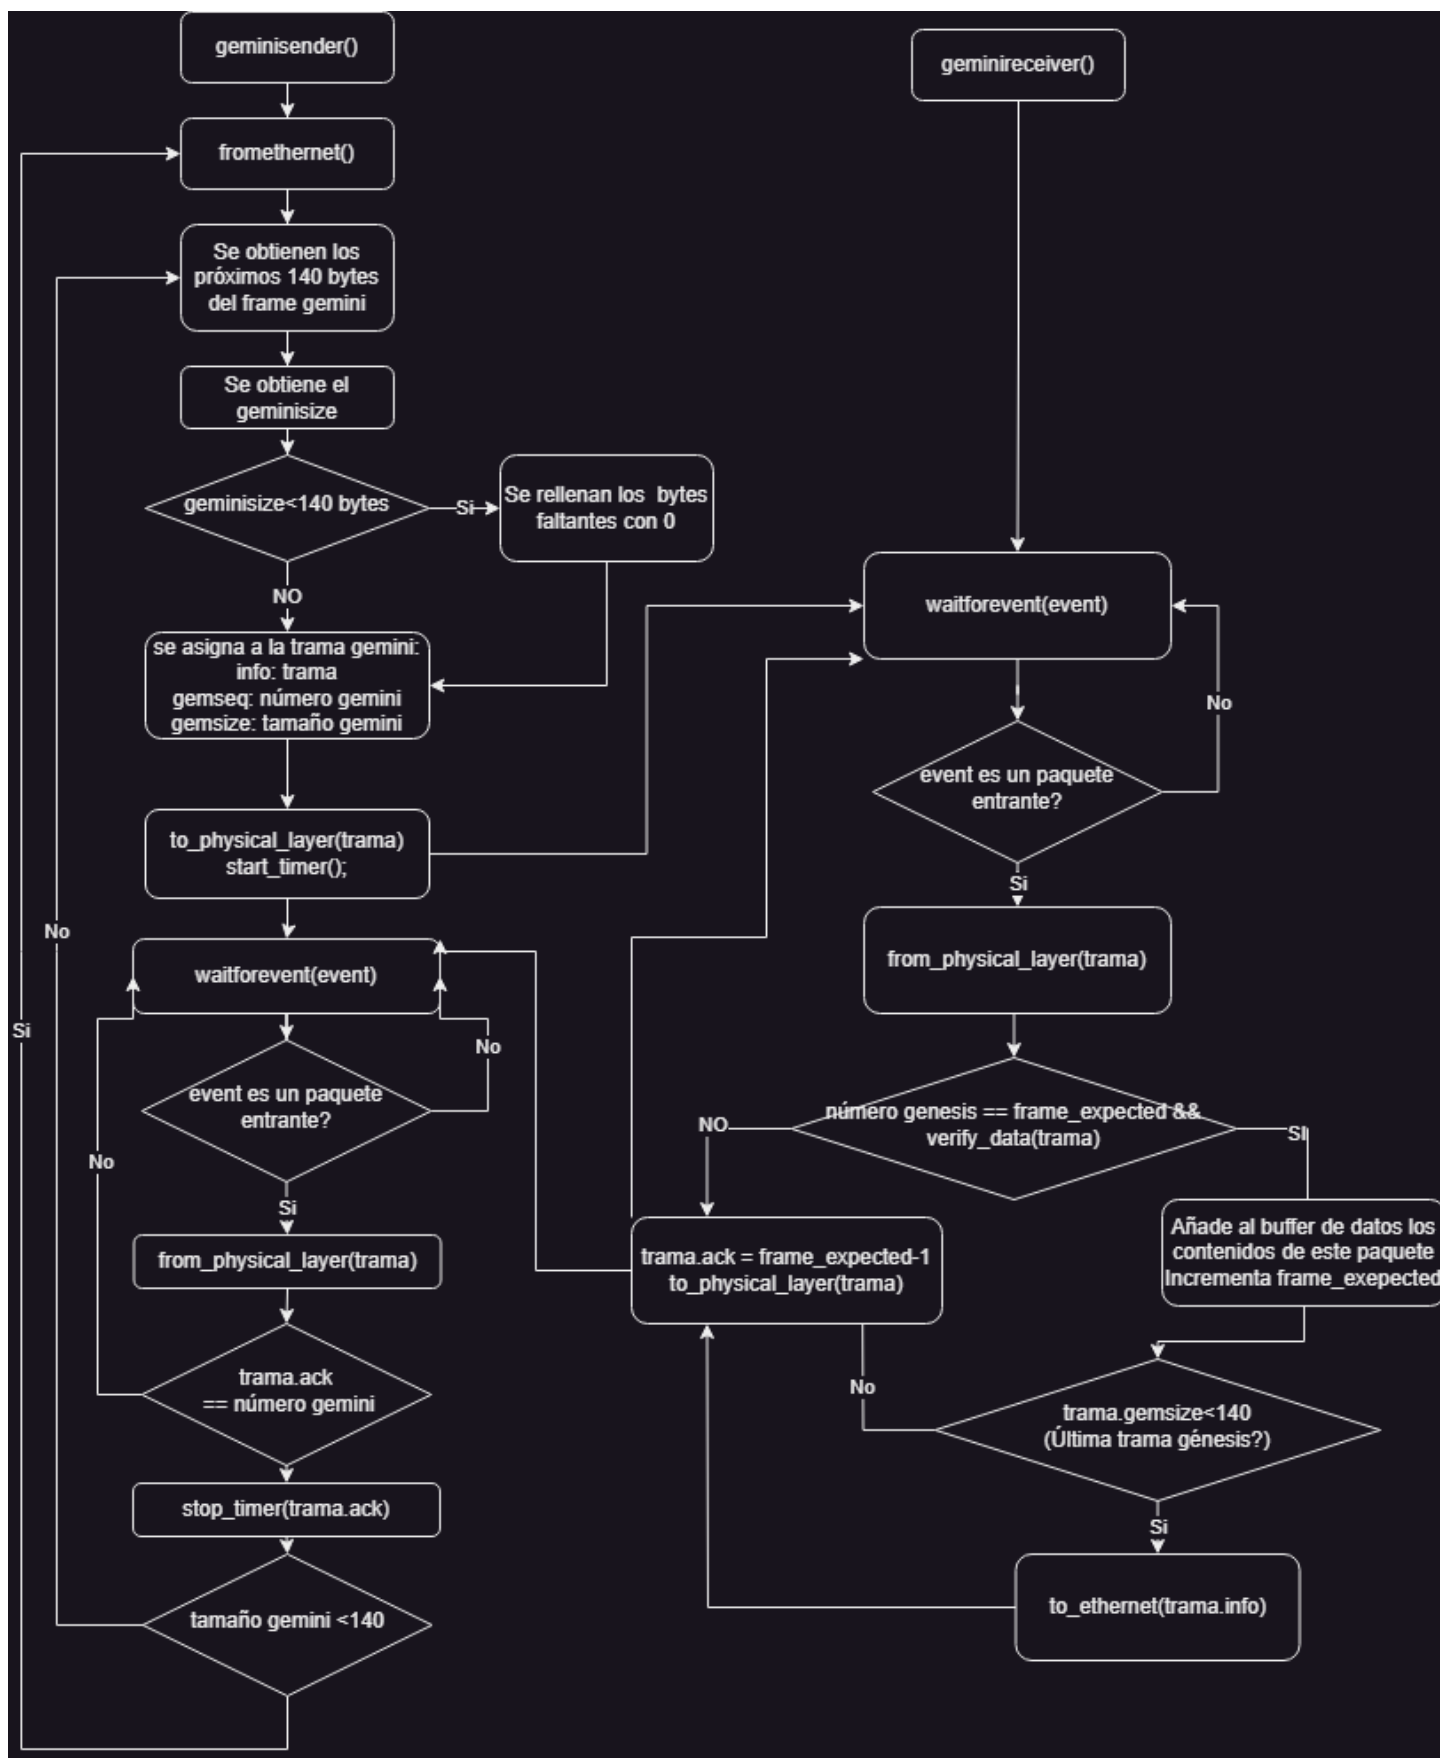 geminisender()
fromethernet()
Se obtienen los
próximos 140 bytes
del frame gemini
Se obtiene el
geminisize
geminisize<140 bytes
Si
Se rellenan los bytes
faltantes con 0
NO
se asigna a la trama gemini:
info: trama
gemseq: número gemini
gemsize: tamaño gemini
to_physical_layer(trama)
start_timer();
waitforevent(event)
No
event es un paquete
entrante?
Si
from_physical_layer(trama)
No
trama.ack
== número gemini
stop_timer(trama.ack)
tamaño gemini <140
No
Si
geminireceiver()
waitforevent(event)
No
event es un paquete
entrante?
Si
from_physical_layer(trama)
número genesis == frame_expected &&
verify_data(trama)
NO
SI
trama.ack = frame_expected-1
to_physical_layer(trama)
Añade al buffer de datos los
contenidos de este paquete
Incrementa frame_exepected
No
trama.gemsize<140
(Última trama génesis?)
Si
to_ethernet(trama.info)